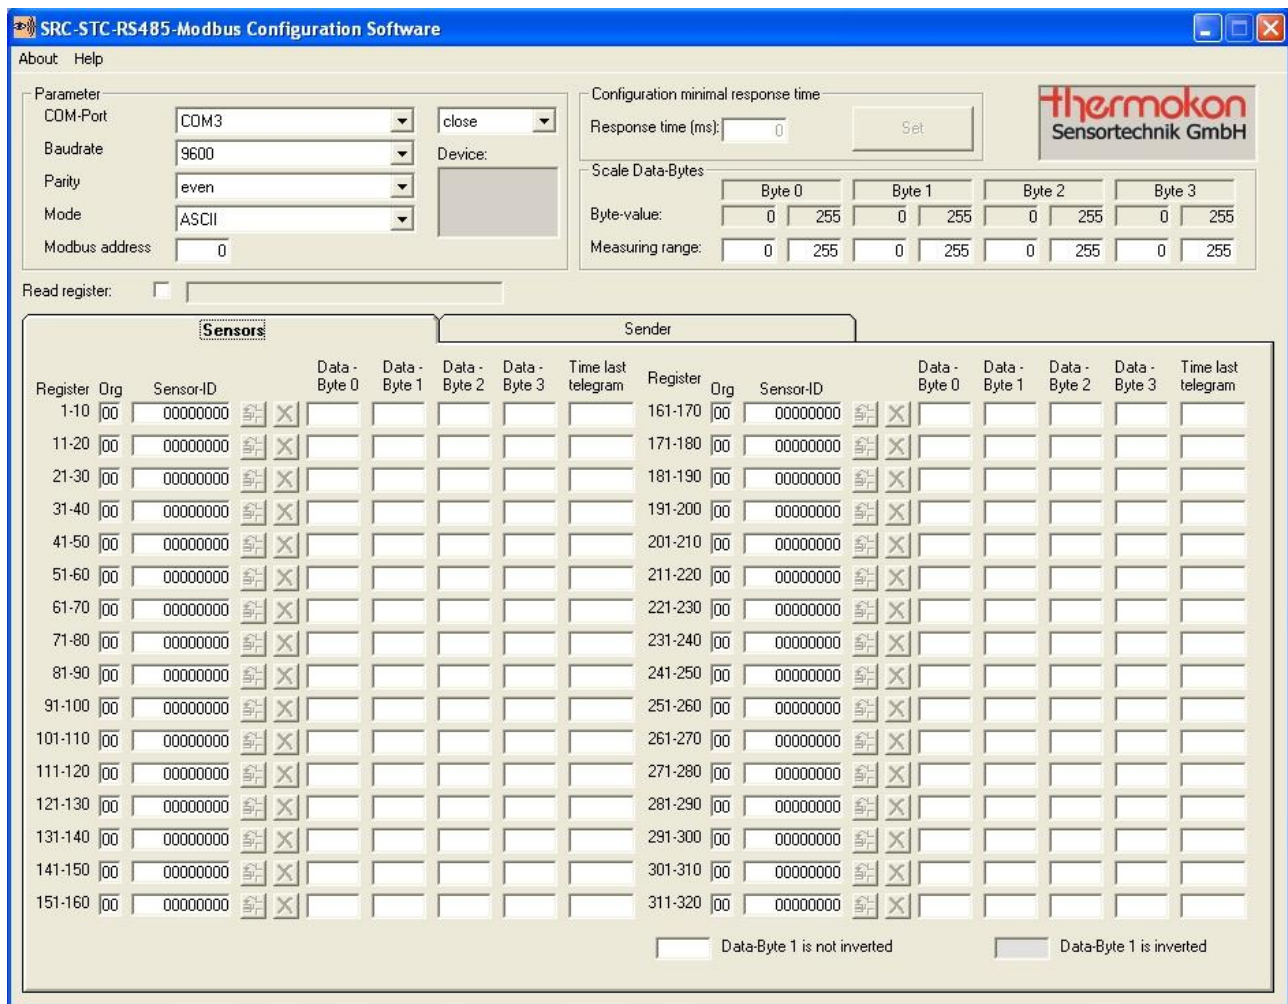 SRC-STC-RS485-Modbus Configuration Software
About Help
Parameter
COM-Port COM3 close
Baudrate 9600 Device:
Parity even
Mode ASCII
Modbus address 0
Configuration minimal response time
Response time (ms): 0 Set
thermokon
Sensortechnik GmbH
Scale Data-Bytes
Byte 0 Byte 1 Byte 2 Byte 3
Byte-value: 0 255 0 255 0 255 0 255
Measuring range: 0 255 0 255 0 255 0 255
Read register:
Sensors Sender
Register Org Sensor-ID Data - Byte 0 Data - Byte 1 Data - Byte 2 Data - Byte 3 Time last telegram Register Org Sensor-ID Data - Byte 0 Data - Byte 1 Data - Byte 2 Data - Byte 3 Time last telegram
1-10 00 00000000 161-170 00 00000000
11-20 00 00000000 171-180 00 00000000
21-30 00 00000000 181-190 00 00000000
31-40 00 00000000 191-200 00 00000000
41-50 00 00000000 201-210 00 00000000
51-60 00 00000000 211-220 00 00000000
61-70 00 00000000 221-230 00 00000000
71-80 00 00000000 231-240 00 00000000
81-90 00 00000000 241-250 00 00000000
91-100 00 00000000 251-260 00 00000000
101-110 00 00000000 261-270 00 00000000
111-120 00 00000000 271-280 00 00000000
121-130 00 00000000 281-290 00 00000000
131-140 00 00000000 291-300 00 00000000
141-150 00 00000000 301-310 00 00000000
151-160 00 00000000 311-320 00 00000000
Data-Byte 1 is not inverted Data-Byte 1 is inverted